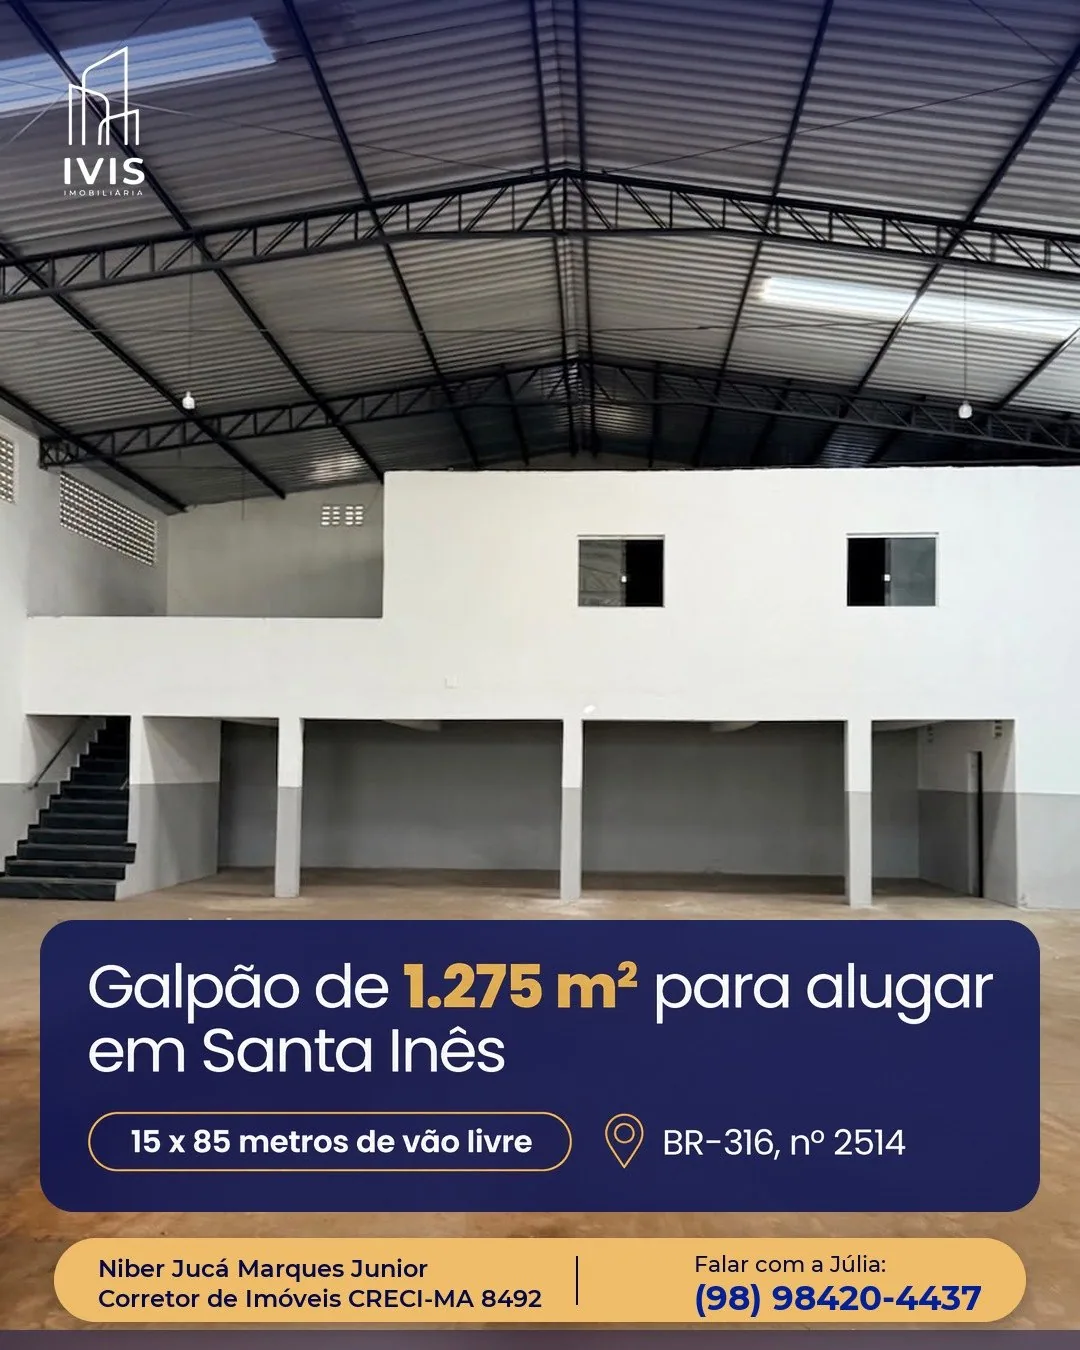 IVIS
IMOBILIÁRIA
Galpão de 1.275 m² para alugar
em Santa Inês
15 x 85 metros de vão livre
BR-316, nº 2514
Niber Jucá Marques Junior
Corretor de Imóveis CRECI-MA 8492
Falar com a Júlia:
(98) 98420-4437